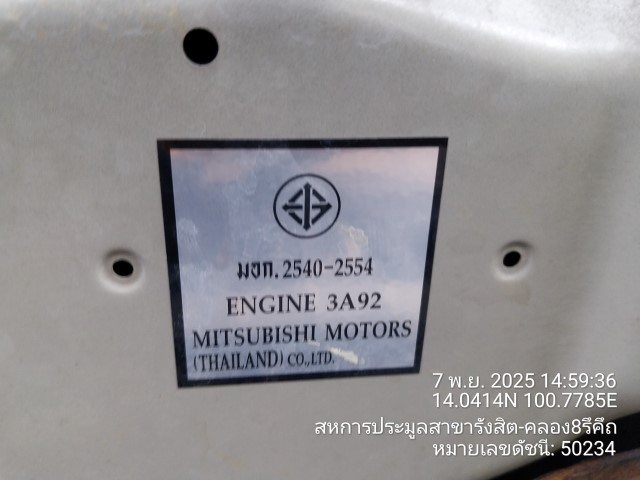 มอก. 2540-2554
ENGINE 3A92
MITSUBISHI MOTORS
(THAILAND) CO.,LTD.
7 พ.ย. 2025 14:59:36
14.0414N 100.7785E
สหการประมูลสาขารังสิต-คลอง8รีคึถ
หมายเลขดัชนี: 50234